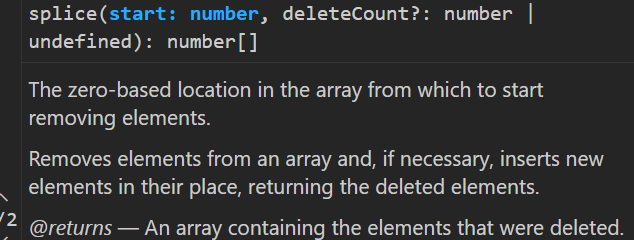 splice(start: number, deleteCount?: number |
undefined): number[]
The zero-based location in the array from which to start
removing elements.
Removes elements from an array and, if necessary, inserts new
elements in their place, returning the deleted elements.
/2
@returns — An array containing the elements that were deleted.